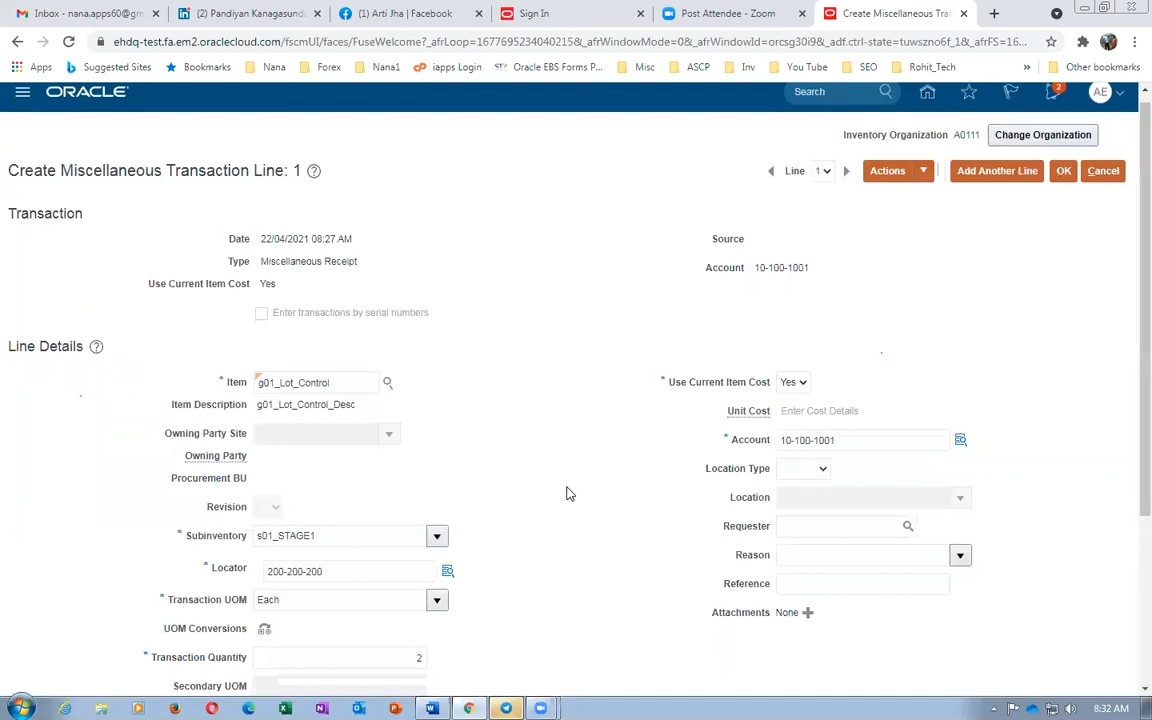 Inbox - nana.apps60@gm
(2) Pandiyan Kanagasund
(1) Arti Jha | Facebook
Sign In
Post Attendee - Zoom
Create Miscellaneous Tran
ehdq-test.fa.em2.oraclecloud.com/fscmUI/faces/FuseWelcome?_afrLoop=1677695234040215&_afrWindowMode=0&_afrWindowId=orcsg30i9&_adf.ctrl-state=tuwszno6f_1&_afrFS=16...
Apps
Suggested Sites
Bookmarks
Nana
Forex
Nana1
iapps Login
Oracle EBS Forms P...
Misc
ASCP
Inv
You Tube
SEO
Rohit_Tech
»
Other bookmarks
ORACLE
Search
2
AE
Inventory Organization A0111 Change Organization
Create Miscellaneous Transaction Line: 1
Line 1
Actions
Add Another Line
OK
Cancel
Transaction
Date 22/04/2021 08:27 AM
Source
Type Miscellaneous Receipt
Account 10-100-1001
Use Current Item Cost Yes
Enter transactions by serial numbers
Line Details
* Item g01_Lot_Control
* Use Current Item Cost Yes
Item Description g01_Lot_Control_Desc
Unit Cost Enter Cost Details
Owning Party Site
* Account 10-100-1001
Owning Party
Location Type
Procurement BU
Location
Revision
Requester
* Subinventory s01_STAGE1
Reason
* Locator 200-200-200
Reference
* Transaction UOM Each
Attachments None
UOM Conversions
* Transaction Quantity 2
Secondary UOM
8:32 AM